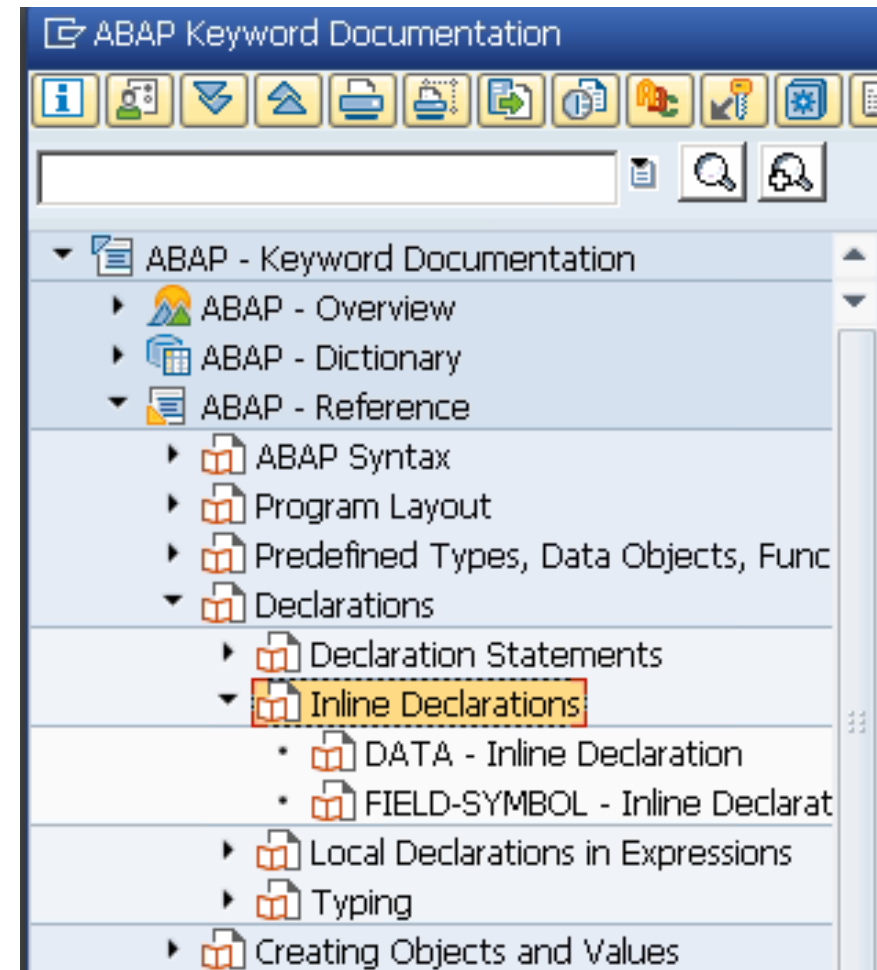 ABAP Keyword Documentation
ABAP - Keyword Documentation
ABAP - Overview
ABAP - Dictionary
ABAP - Reference
ABAP Syntax
Program Layout
Predefined Types, Data Objects, Func
Declarations
Declaration Statements
Inline Declarations
DATA - Inline Declaration
FIELD-SYMBOL - Inline Declarat
Local Declarations in Expressions
Typing
Creating Objects and Values